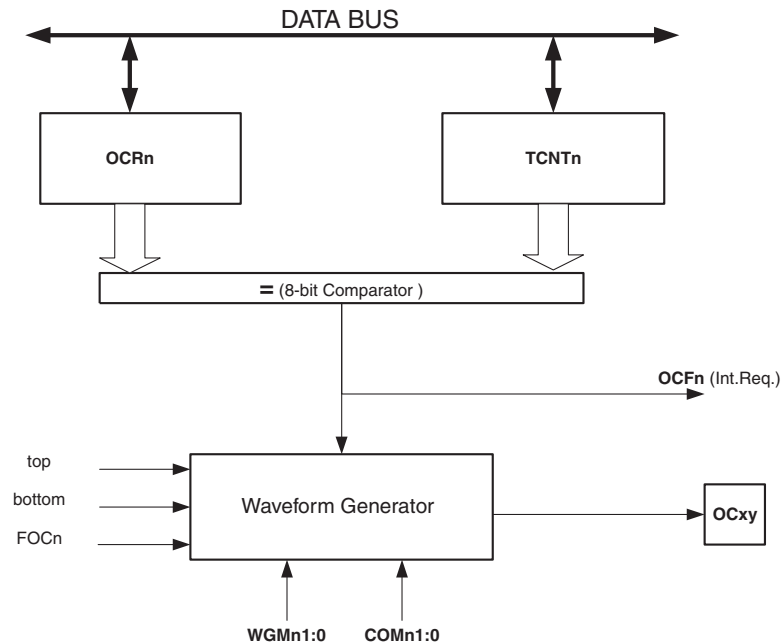 DATA BUS
OCRn
TCNTn
= (8-bit Comparator )
OCFn (Int.Req.)
top
bottom
FOCn
Waveform Generator
OCxy
WGMn1:0
COMn1:0